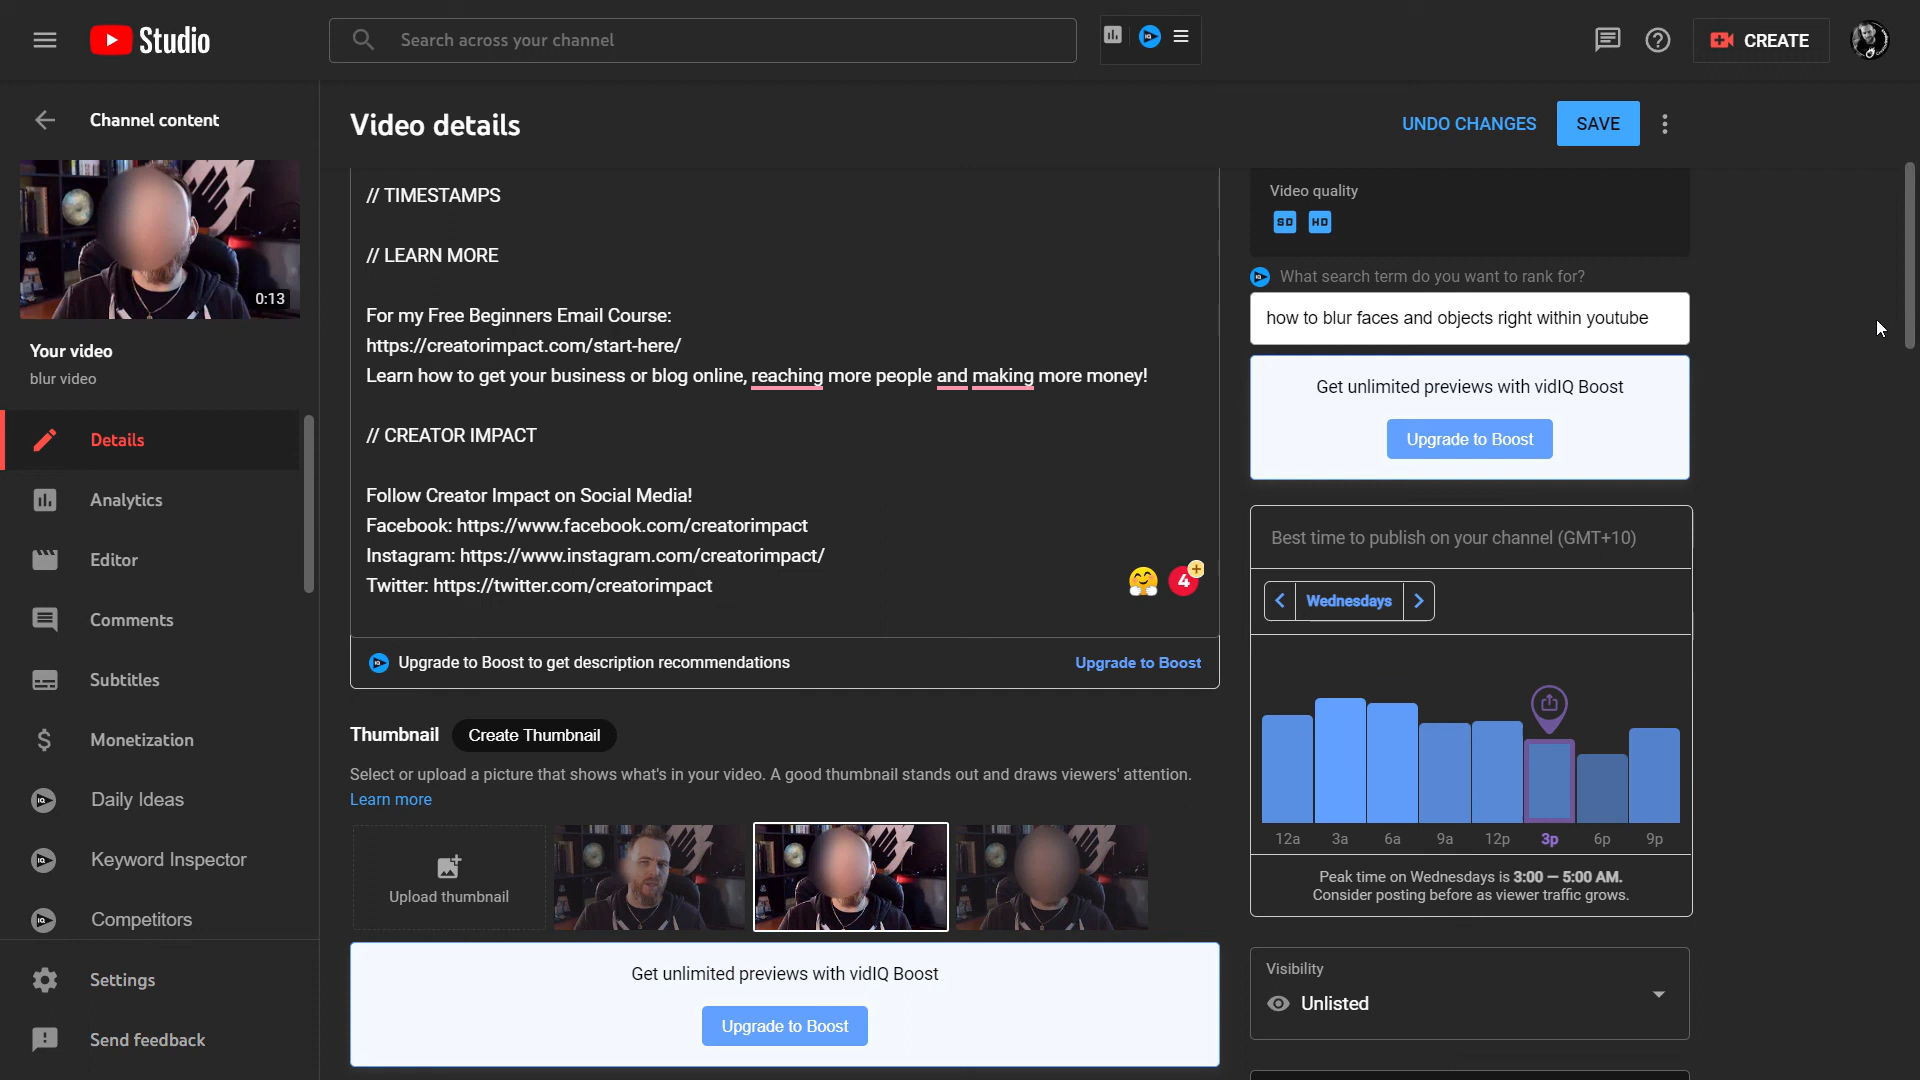 Studio
Search across your channel
CREATE
Channel content
0:13
Your video
blur video
Details
Analytics
Editor
Comments
Subtitles
Monetization
Daily Ideas
Keyword Inspector
Competitors
Settings
Send feedback
Video details
UNDO CHANGES
SAVE
// TIMESTAMPS
// LEARN MORE
For my Free Beginners Email Course:
https://creatorimpact.com/start-here/
Learn how to get your business or blog online, reaching more people and making more money!
// CREATOR IMPACT
Follow Creator Impact on Social Media!
Facebook: https://www.facebook.com/creatorimpact
Instagram: https://www.instagram.com/creatorimpact/
Twitter: https://twitter.com/creatorimpact
4
+
Upgrade to Boost to get description recommendations
Upgrade to Boost
Thumbnail
Create Thumbnail
Select or upload a picture that shows what's in your video. A good thumbnail stands out and draws viewers' attention.
Learn more
Upload thumbnail
Get unlimited previews with vidIQ Boost
Upgrade to Boost
Video quality
SD
HD
What search term do you want to rank for?
how to blur faces and objects right within youtube
Get unlimited previews with vidIQ Boost
Upgrade to Boost
Best time to publish on your channel (GMT+10)
Wednesdays
12a 3a 6a 9a 12p 3p 6p 9p
Peak time on Wednesdays is 3:00 — 5:00 AM.
Consider posting before as viewer traffic grows.
Visibility
Unlisted